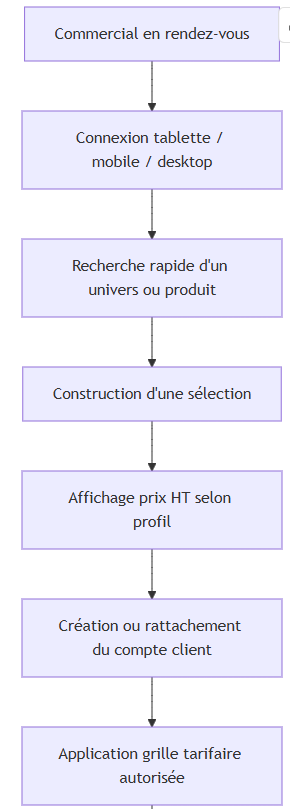 Commercial en rendez-vous
Connexion tablette /
mobile / desktop
Recherche rapide d'un
univers ou produit
Construction d'une sélection
Affichage prix HT selon
profil
Création ou rattachement
du compte client
Application grille tarifaire
autorisée